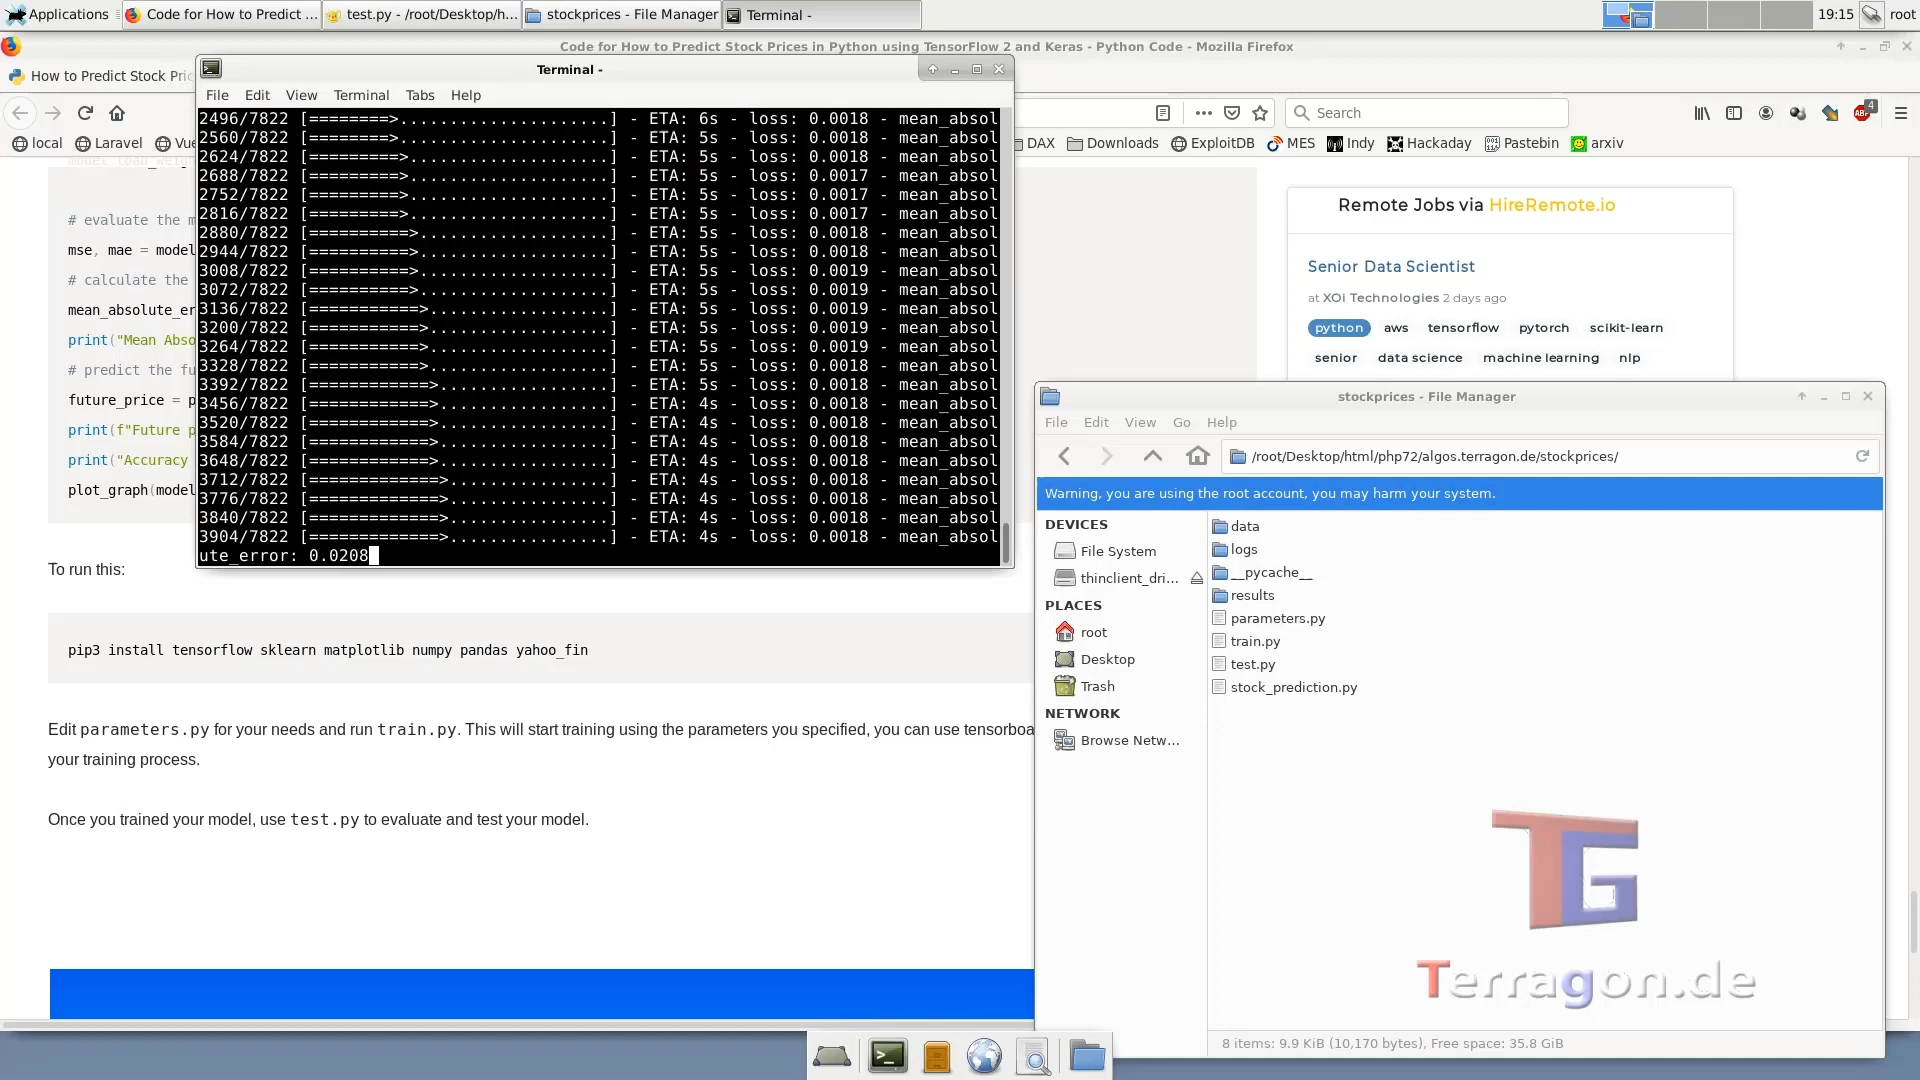 Applications
Code for How to Predict ...
test.py - /root/Desktop/h...
stockprices - File Manager
Terminal -
19:15
root
Code for How to Predict Stock Prices in Python using TensorFlow 2 and Keras - Python Code - Mozilla Firefox
How to Predict Stock Pric
Search
4
local
Laravel
Vue
DAX
Downloads
ExploitDB
MES
Indy
Hackaday
Pastebin
arxiv
Terminal -
File Edit View Terminal Tabs Help
2496/7822 [========>.....................] - ETA: 6s - loss: 0.0018 - mean_absol
2560/7822 [========>.....................] - ETA: 5s - loss: 0.0018 - mean_absol
2624/7822 [=========>....................] - ETA: 5s - loss: 0.0018 - mean_absol
2688/7822 [=========>....................] - ETA: 5s - loss: 0.0017 - mean_absol
2752/7822 [=========>....................] - ETA: 5s - loss: 0.0017 - mean_absol
2816/7822 [=========>....................] - ETA: 5s - loss: 0.0017 - mean_absol
2880/7822 [==========>...................] - ETA: 5s - loss: 0.0018 - mean_absol
2944/7822 [==========>...................] - ETA: 5s - loss: 0.0018 - mean_absol
3008/7822 [==========>...................] - ETA: 5s - loss: 0.0019 - mean_absol
3072/7822 [==========>...................] - ETA: 5s - loss: 0.0019 - mean_absol
3136/7822 [===========>..................] - ETA: 5s - loss: 0.0019 - mean_absol
3200/7822 [===========>..................] - ETA: 5s - loss: 0.0019 - mean_absol
3264/7822 [===========>..................] - ETA: 5s - loss: 0.0019 - mean_absol
3328/7822 [===========>..................] - ETA: 5s - loss: 0.0018 - mean_absol
3392/7822 [============>.................] - ETA: 5s - loss: 0.0018 - mean_absol
3456/7822 [============>.................] - ETA: 4s - loss: 0.0018 - mean_absol
3520/7822 [============>.................] - ETA: 4s - loss: 0.0018 - mean_absol
3584/7822 [============>.................] - ETA: 4s - loss: 0.0018 - mean_absol
3648/7822 [============>.................] - ETA: 4s - loss: 0.0018 - mean_absol
3712/7822 [=============>................] - ETA: 4s - loss: 0.0018 - mean_absol
3776/7822 [=============>................] - ETA: 4s - loss: 0.0018 - mean_absol
3840/7822 [=============>................] - ETA: 4s - loss: 0.0018 - mean_absol
3904/7822 [=============>................] - ETA: 4s - loss: 0.0018 - mean_absol
ute_error: 0.0208
# evaluate the m
mse, mae = model
# calculate the
mean_absolute_er
print("Mean Abso
# predict the fu
future_price = p
print(f"Future p
print("Accuracy
plot_graph(model
To run this:
pip3 install tensorflow sklearn matplotlib numpy pandas yahoo_fin
Edit parameters.py for your needs and run train.py. This will start training using the parameters you specified, you can use tensorboa
your training process.
Once you trained your model, use test.py to evaluate and test your model.
Remote Jobs via HireRemote.io
Senior Data Scientist
at XOi Technologies 2 days ago
python aws tensorflow pytorch scikit-learn
senior data science machine learning nlp
stockprices - File Manager
File Edit View Go Help
/root/Desktop/html/php72/algos.terragon.de/stockprices/
Warning, you are using the root account, you may harm your system.
DEVICES
File System
thinclient_dri...
PLACES
root
Desktop
Trash
NETWORK
Browse Netw...
data
logs
__pycache__
results
parameters.py
train.py
test.py
stock_prediction.py
TG
Terragon.de
8 items: 9.9 KiB (10,170 bytes), Free space: 35.8 GiB